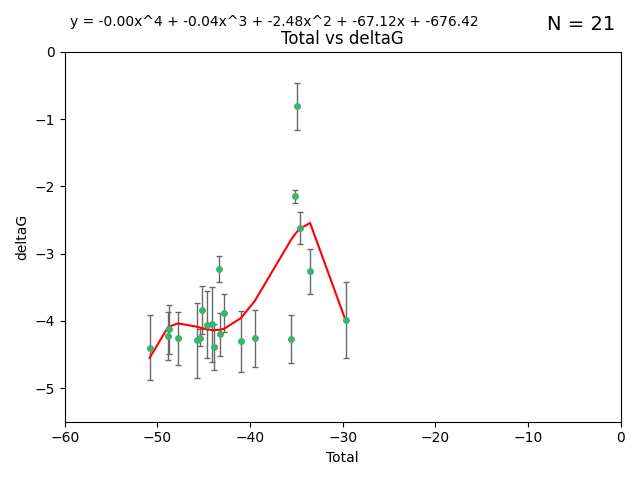 y = -0.00x^4 + -0.04x^3 + -2.48x^2 + -67.12x + -676.42
N = 21
Total vs deltaG
0
−1
−2
−3
−4
−5
deltaG
−60 −50 −40 −30 −20 −10 0
Total